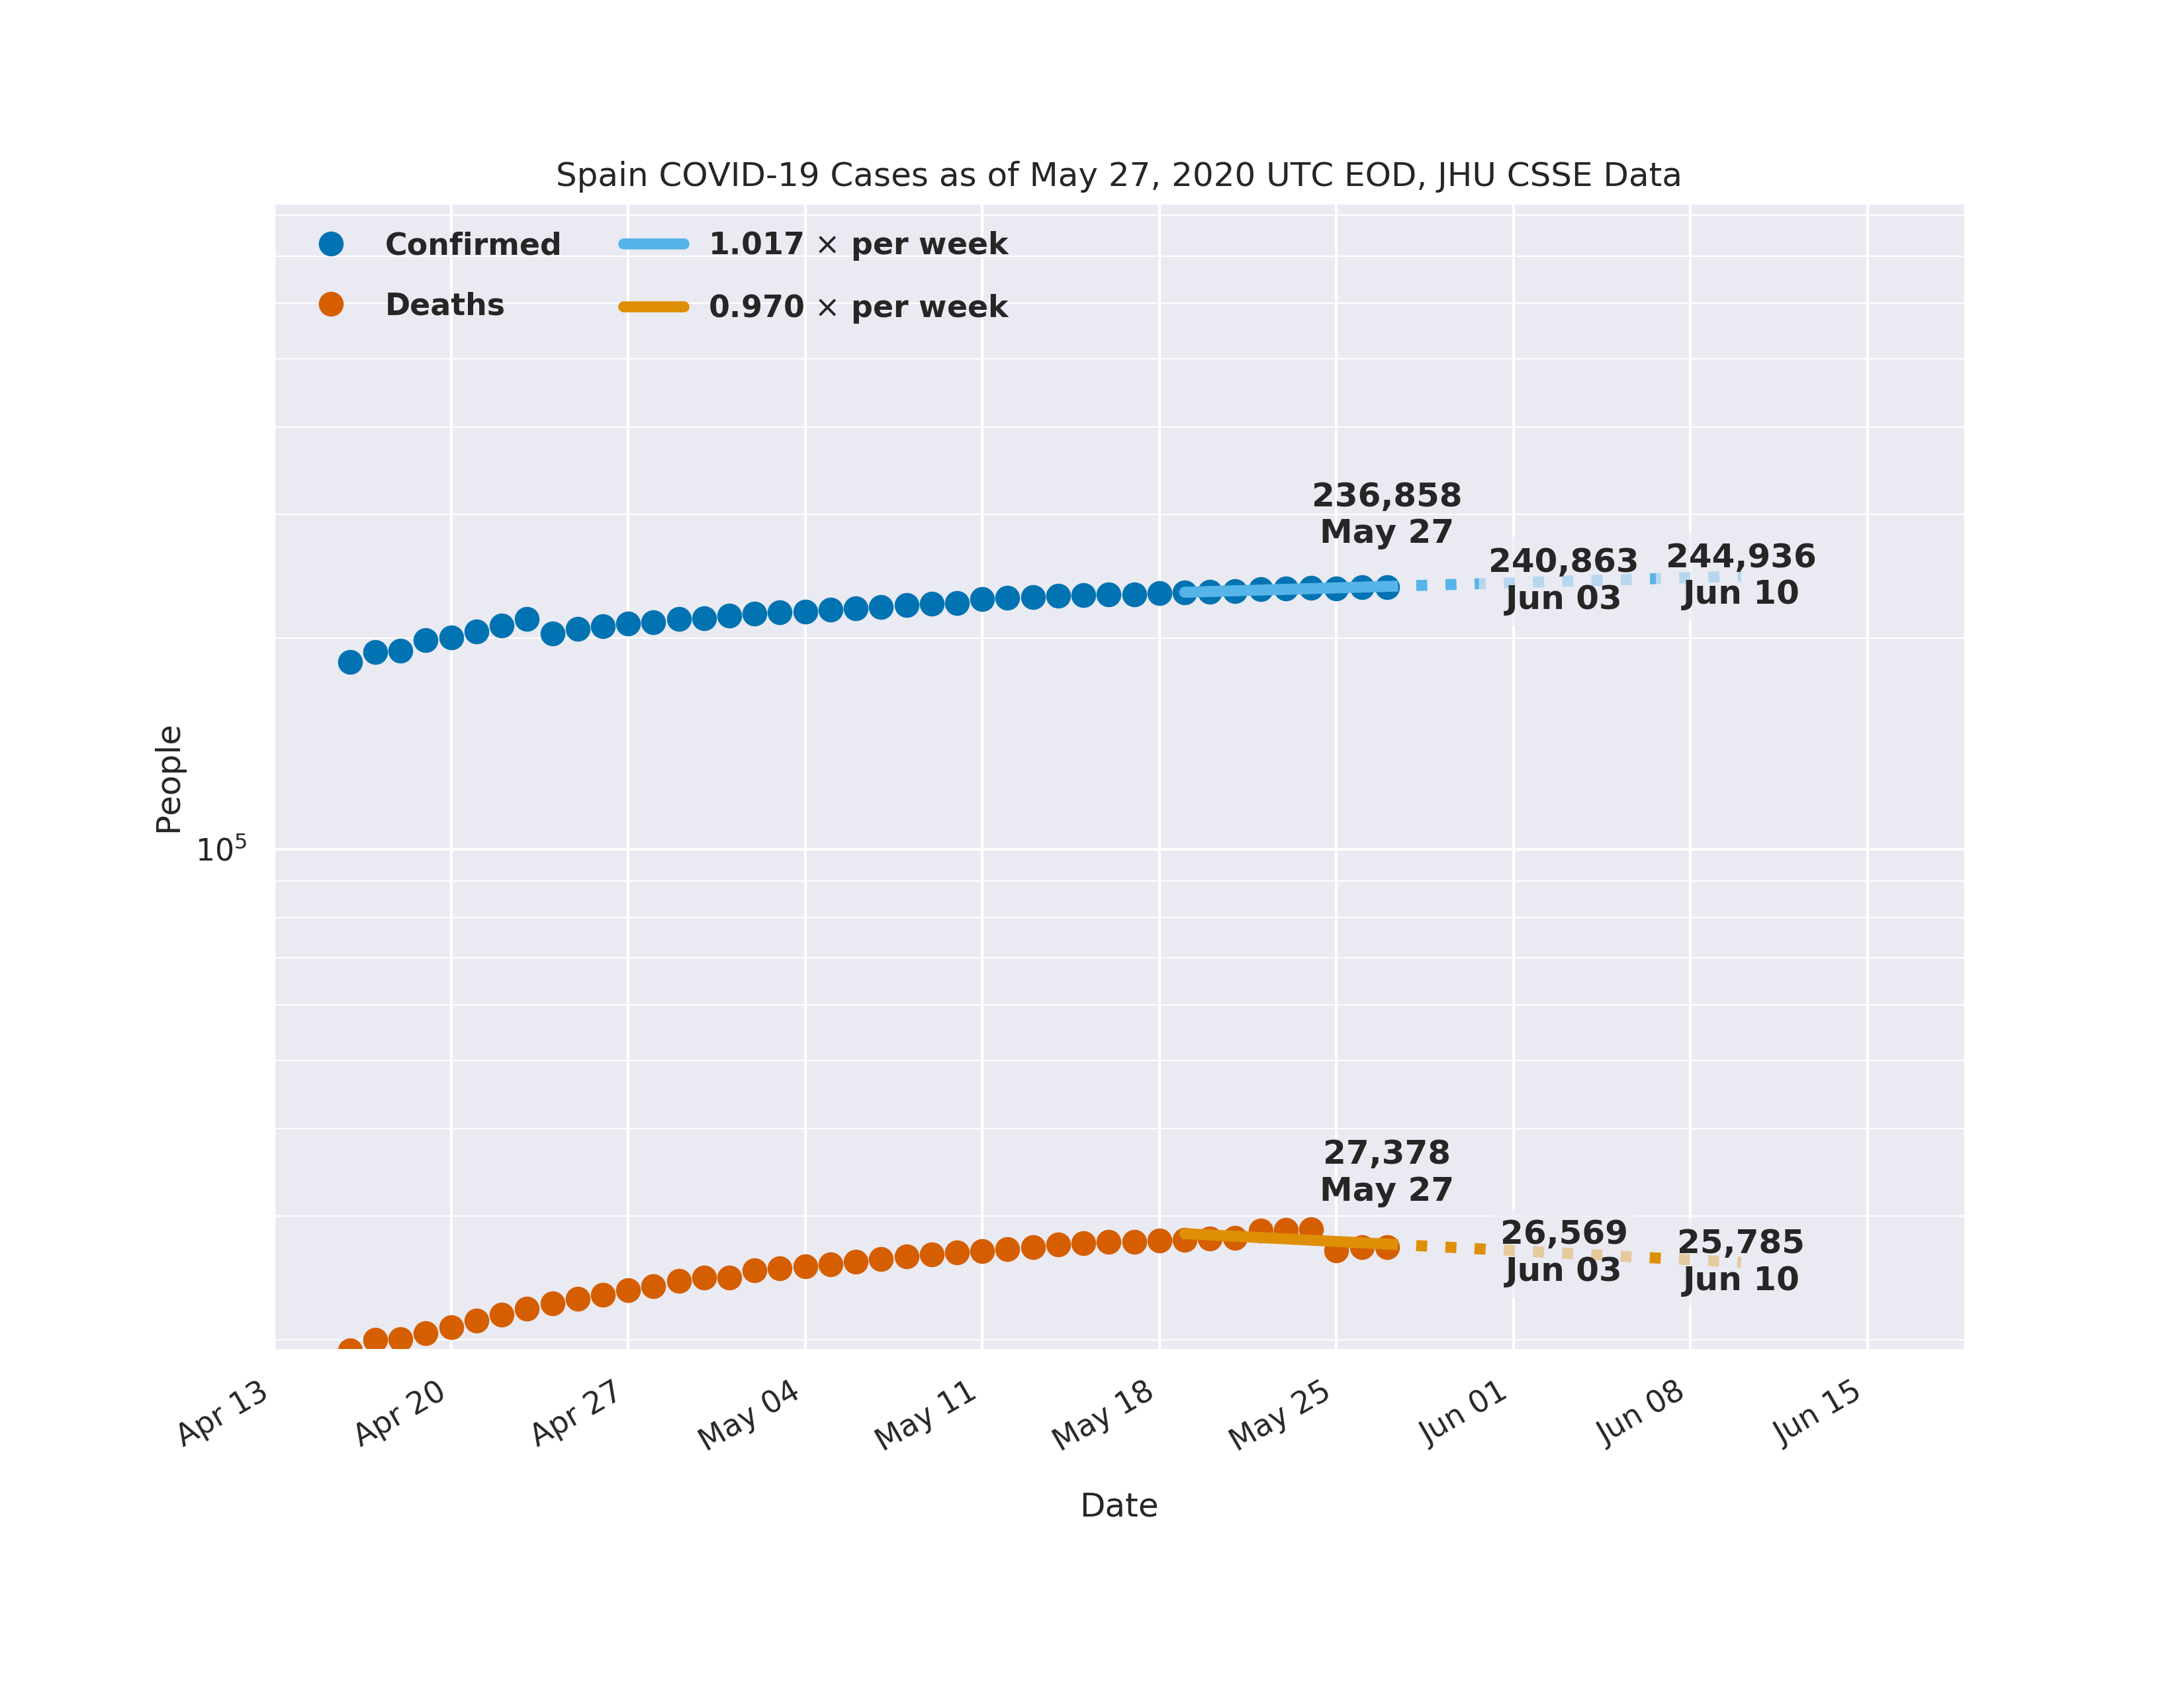 Spain COVID-19 Cases as of May 27, 2020 UTC EOD, JHU CSSE Data
Confirmed
Deaths
1.017 × per week
0.970 × per week
236,858
May 27
240,863
Jun 03
244,936
Jun 10
People
10⁵
27,378
May 27
26,569
Jun 03
25,785
Jun 10
Apr 13
Apr 20
Apr 27
May 04
May 11
May 18
May 25
Jun 01
Jun 08
Jun 15
Date